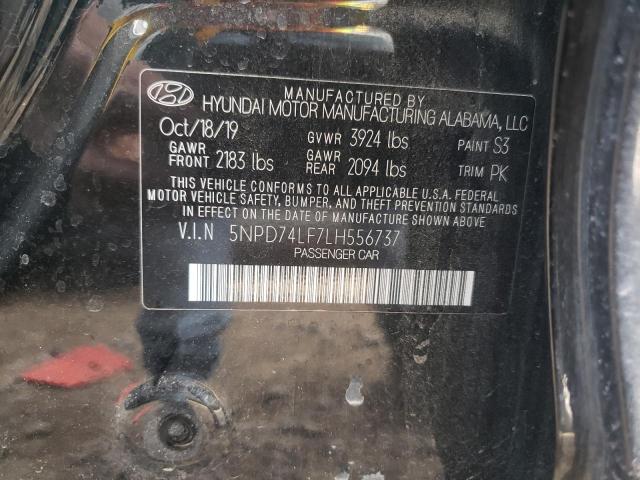 MANUFACTURED BY
HYUNDAI MOTOR MANUFACTURING ALABAMA, LLC
Oct/18/19 GVWR 3924 lbs PAINT S3
GAWR FRONT 2183 lbs GAWR REAR 2094 lbs TRIM PK
THIS VEHICLE CONFORMS TO ALL APPLICABLE U.S.A. FEDERAL
MOTOR VEHICLE SAFETY, BUMPER, AND THEFT PREVENTION STANDARDS
IN EFFECT ON THE DATE OF MANUFACTURE SHOWN ABOVE
V.I.N 5NPD74LF7LH556737
PASSENGER CAR